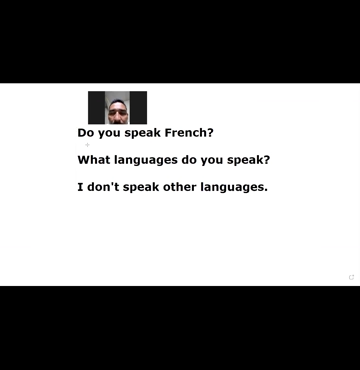 Do you speak French?
What languages do you speak?
I don't speak other languages.